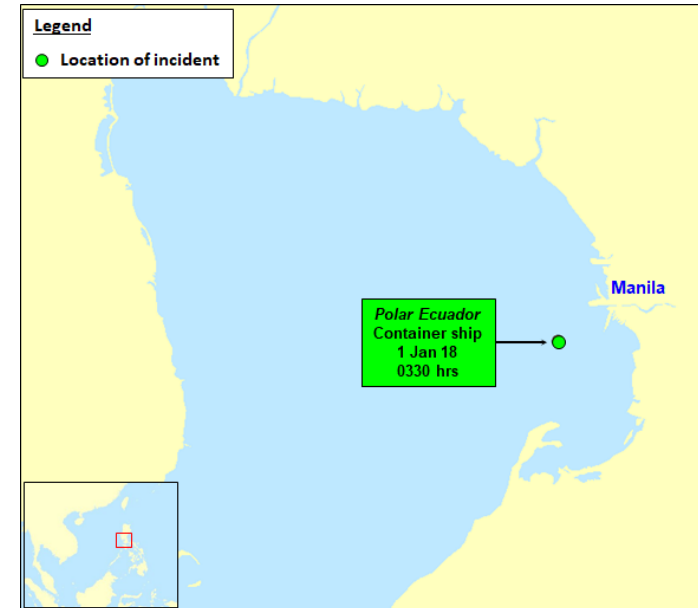 Legend
Location of incident
Manila
Polar Ecuador
Container ship
1 Jan 18
0330 hrs